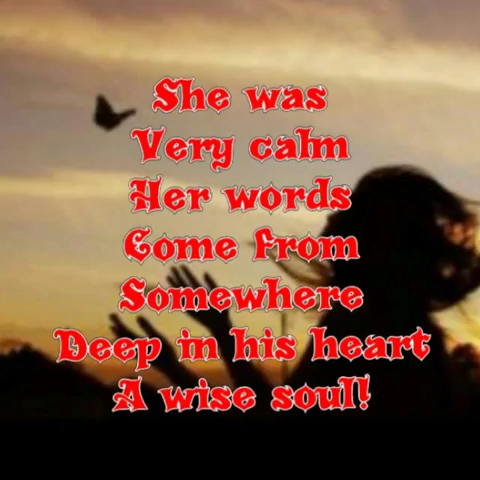 She was
Very calm
Her words
Come from
Somewhere
Deep in his heart
A wise soul!